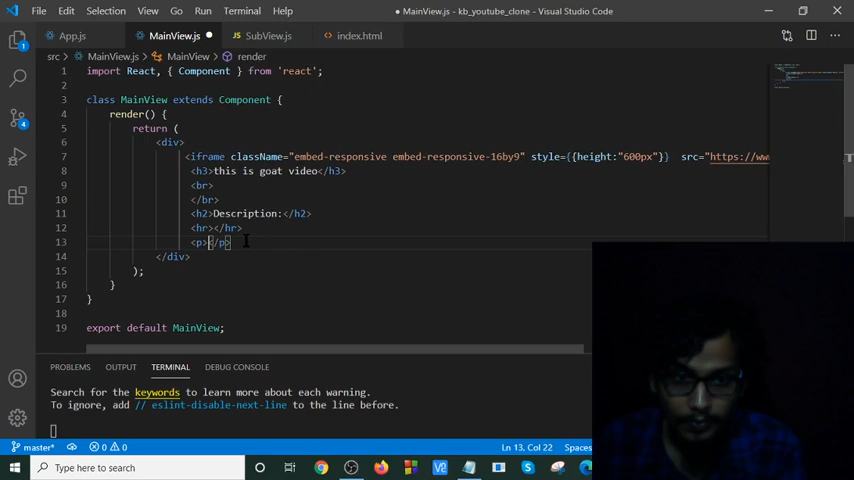 File Edit Selection View Go Run Terminal Help ● MainView.js - kb_youtube_clone - Visual Studio Code
App.js MainView.js ● SubView.js index.html
src > MainView.js > MainView > render
1 import React, { Component } from 'react';
2
3 class MainView extends Component {
4 render() {
5 return (
6 <div>
7 <iframe className="embed-responsive embed-responsive-16by9" style={{height:"600px"}} src="https://ww
8 <h3>this is goat video</h3>
9 <br>
10 </br>
11 <h2>Description:</h2>
12 <hr></hr>
13 <p></p>
14 </div>
15 );
16 }
17 }
18
19 export default MainView;
PROBLEMS OUTPUT TERMINAL DEBUG CONSOLE
Search for the keywords to learn more about each warning.
To ignore, add // eslint-disable-next-line to the line before.
master* 0 0 Ln 13, Col 22 Spaces
Type here to search